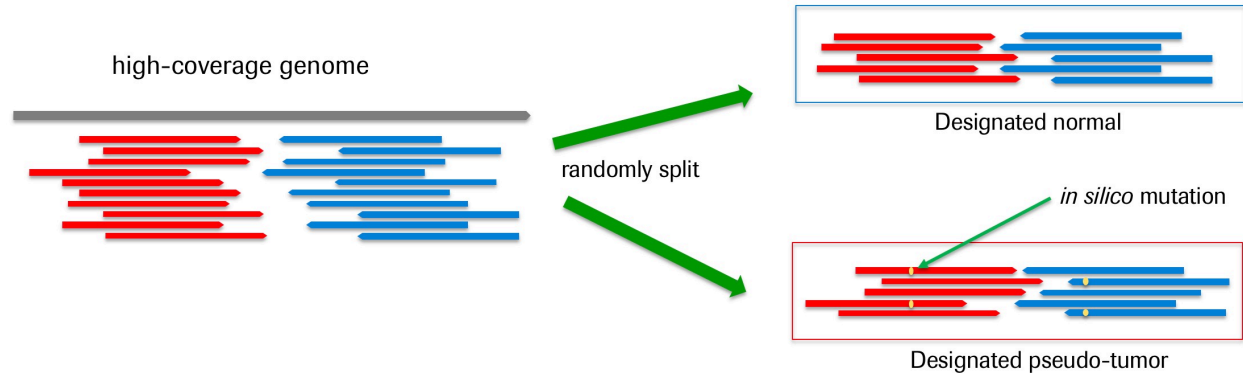 high-coverage genome
randomly split
Designated normal
in silico mutation
Designated pseudo-tumor